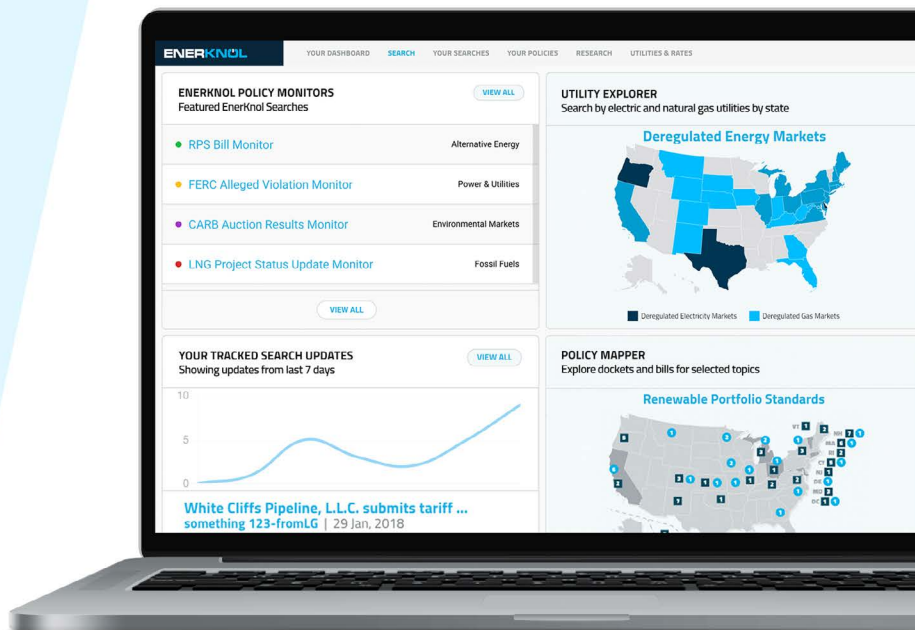 ENERKNOL
YOUR DASHBOARD
SEARCH
YOUR SEARCHES
YOUR POLICIES
RESEARCH
UTILITIES & RATES
ENERKNOL POLICY MONITORS
Featured EnerKnol Searches
VIEW ALL
RPS Bill Monitor
Alternative Energy
FERC Alleged Violation Monitor
Power & Utilities
CARB Auction Results Monitor
Environmental Markets
LNG Project Status Update Monitor
Fossil Fuels
VIEW ALL
UTILITY EXPLORER
Search by electric and natural gas utilities by state
Deregulated Energy Markets
Deregulated Electricity Markets
Deregulated Gas Markets
YOUR TRACKED SEARCH UPDATES
Showing updates from last 7 days
VIEW ALL
10
5
0
White Cliffs Pipeline, L.L.C. submits tariff ...
something 123-fromLG | 29 Jan, 2018
POLICY MAPPER
Explore dockets and bills for selected topics
Renewable Portfolio Standards
VT 1